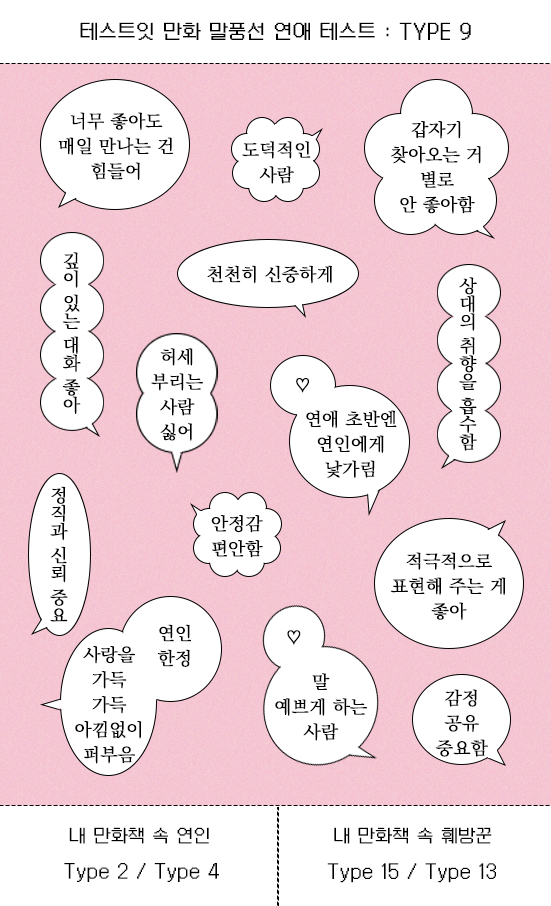 테스트잇 만화 말풍선 연애 테스트 : TYPE 9
너무 좋아도
매일 만나는 건
힘들어
도덕적인
사람
갑자기
찾아오는 거
별로
안 좋아함
깊이 있는 대화 좋아
천천히 신중하게
상대의 취향을 흡수함
허세
부리는
사람
싫어
♡
연애 초반엔
연인에게
낯가림
정직과 신뢰 중요
안정감
편안함
적극적으로
표현해 주는 게
좋아
연인
한정
사랑을
가득
가득
아낌없이
퍼부음
♡
말
예쁘게 하는
사람
감정
공유
중요함
내 만화책 속 연인
Type 2 / Type 4
내 만화책 속 훼방꾼
Type 15 / Type 13